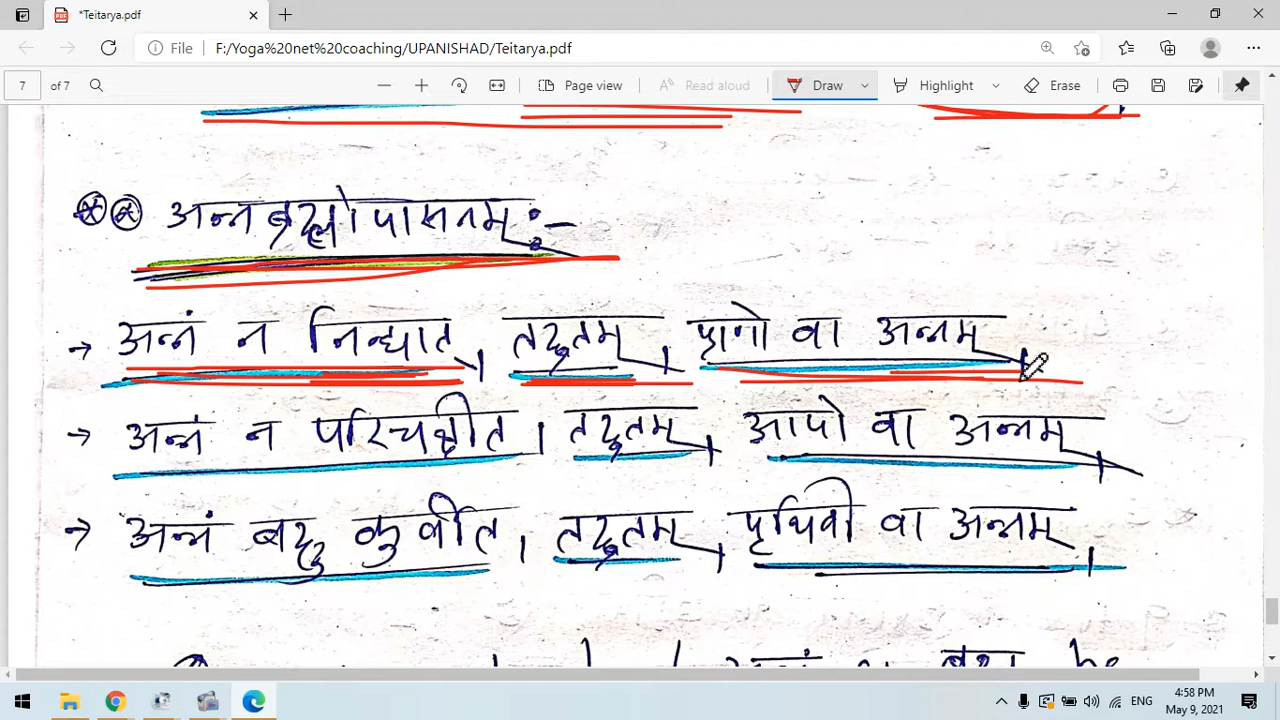 *Teitarya.pdf
File F:/Yoga%20net%20coaching/UPANISHAD/Teitarya.pdf
7 of 7 Page view Read aloud Draw Highlight Erase
अन्नब्रह्मोपासनम् :-
→ अन्नं न निन्द्यात् । तद्व्रतम् । प्राणो वा अन्नम् ।
→ अन्नं न परिचक्षीत । तद्व्रतम् । आपो वा अन्नम् ।
→ अन्नं बहु कुर्वीत । तद्व्रतम् । पृथिवी वा अन्नम् ।
ENG 4:58 PM
May 9, 2021